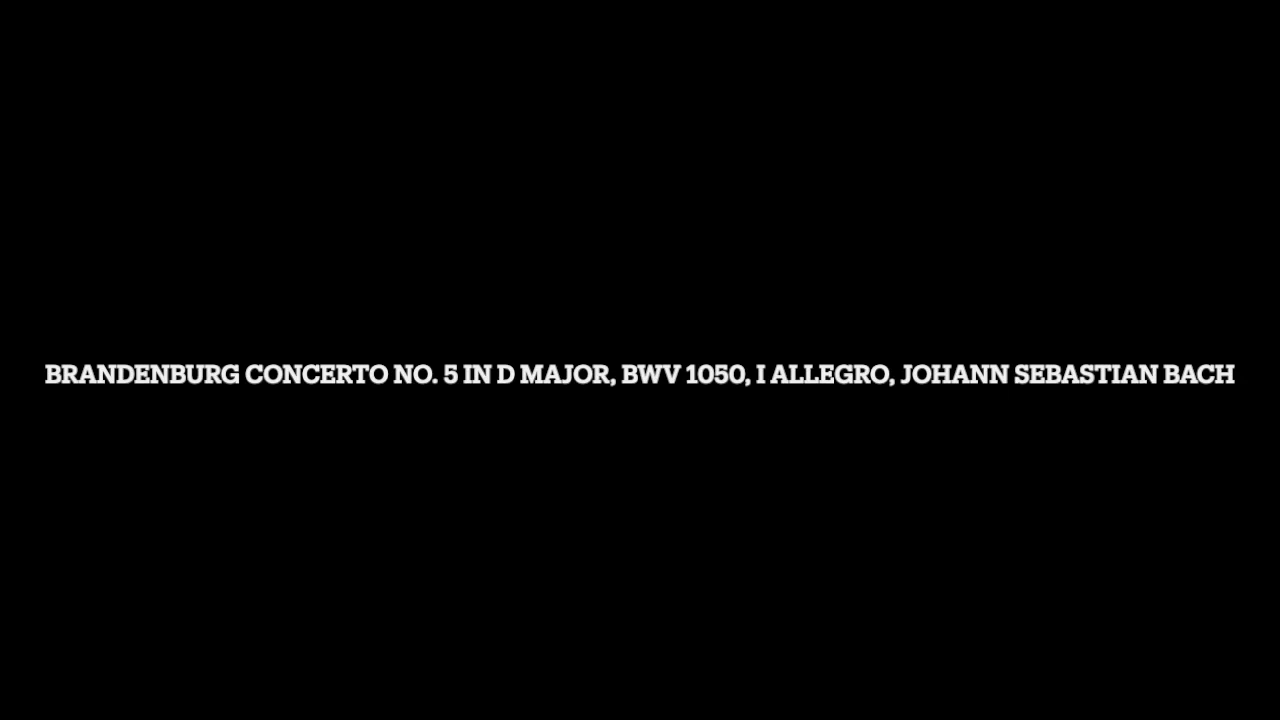 BRANDENBURG CONCERTO NO. 5 IN D MAJOR, BWV 1050, I ALLEGRO, JOHANN SEBASTIAN BACH